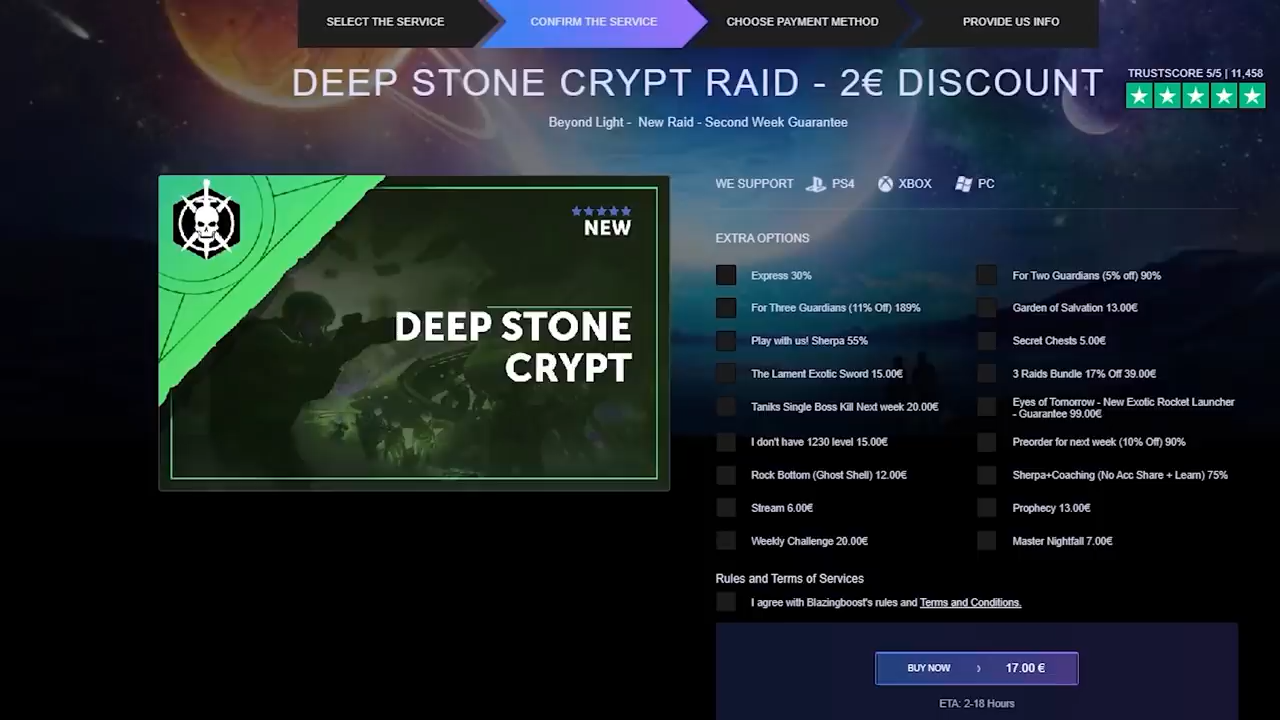 SELECT THE SERVICE
CONFIRM THE SERVICE
CHOOSE PAYMENT METHOD
PROVIDE US INFO
DEEP STONE CRYPT RAID - 2€ DISCOUNT
TRUSTSCORE 5/5 | 11,458
Beyond Light - New Raid - Second Week Guarantee
NEW
DEEP STONE
CRYPT
WE SUPPORT PS4 XBOX PC
EXTRA OPTIONS
Express 30%
For Two Guardians (5% off) 90%
For Three Guardians (11% Off) 189%
Garden of Salvation 13.00€
Play with us! Sherpa 55%
Secret Chests 5.00€
The Lament Exotic Sword 15.00€
3 Raids Bundle 17% Off 39.00€
Taniks Single Boss Kill Next week 20.00€
Eyes of Tomorrow - New Exotic Rocket Launcher
- Guarantee 99.00€
I don't have 1230 level 15.00€
Preorder for next week (10% Off) 90%
Rock Bottom (Ghost Shell) 12.00€
Sherpa+Coaching (No Acc Share + Learn) 75%
Stream 6.00€
Prophecy 13.00€
Weekly Challenge 20.00€
Master Nightfall 7.00€
Rules and Terms of Services
I agree with Blazingboost's rules and Terms and Conditions.
BUY NOW 17.00 €
ETA: 2-18 Hours